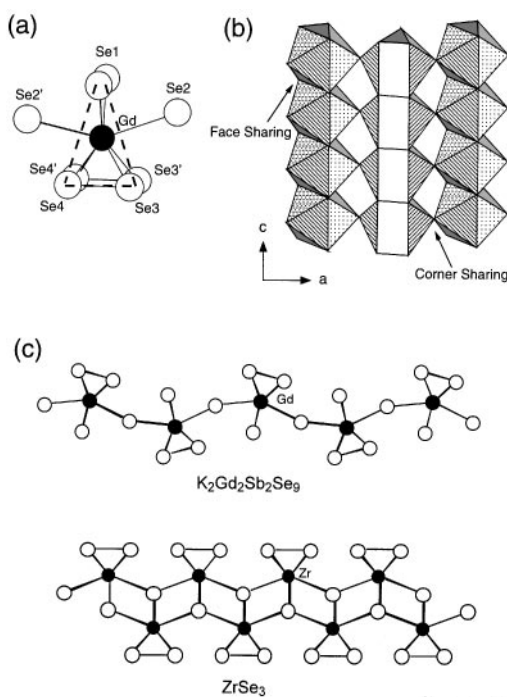 (a)
Se1
Se2'
Se2
Gd
Se4'
Se3'
Se4
Se3
(b)
Face Sharing
c
a
Corner Sharing
(c)
Gd
K₂Gd₂Sb₂Se₉
Zr
ZrSe₃